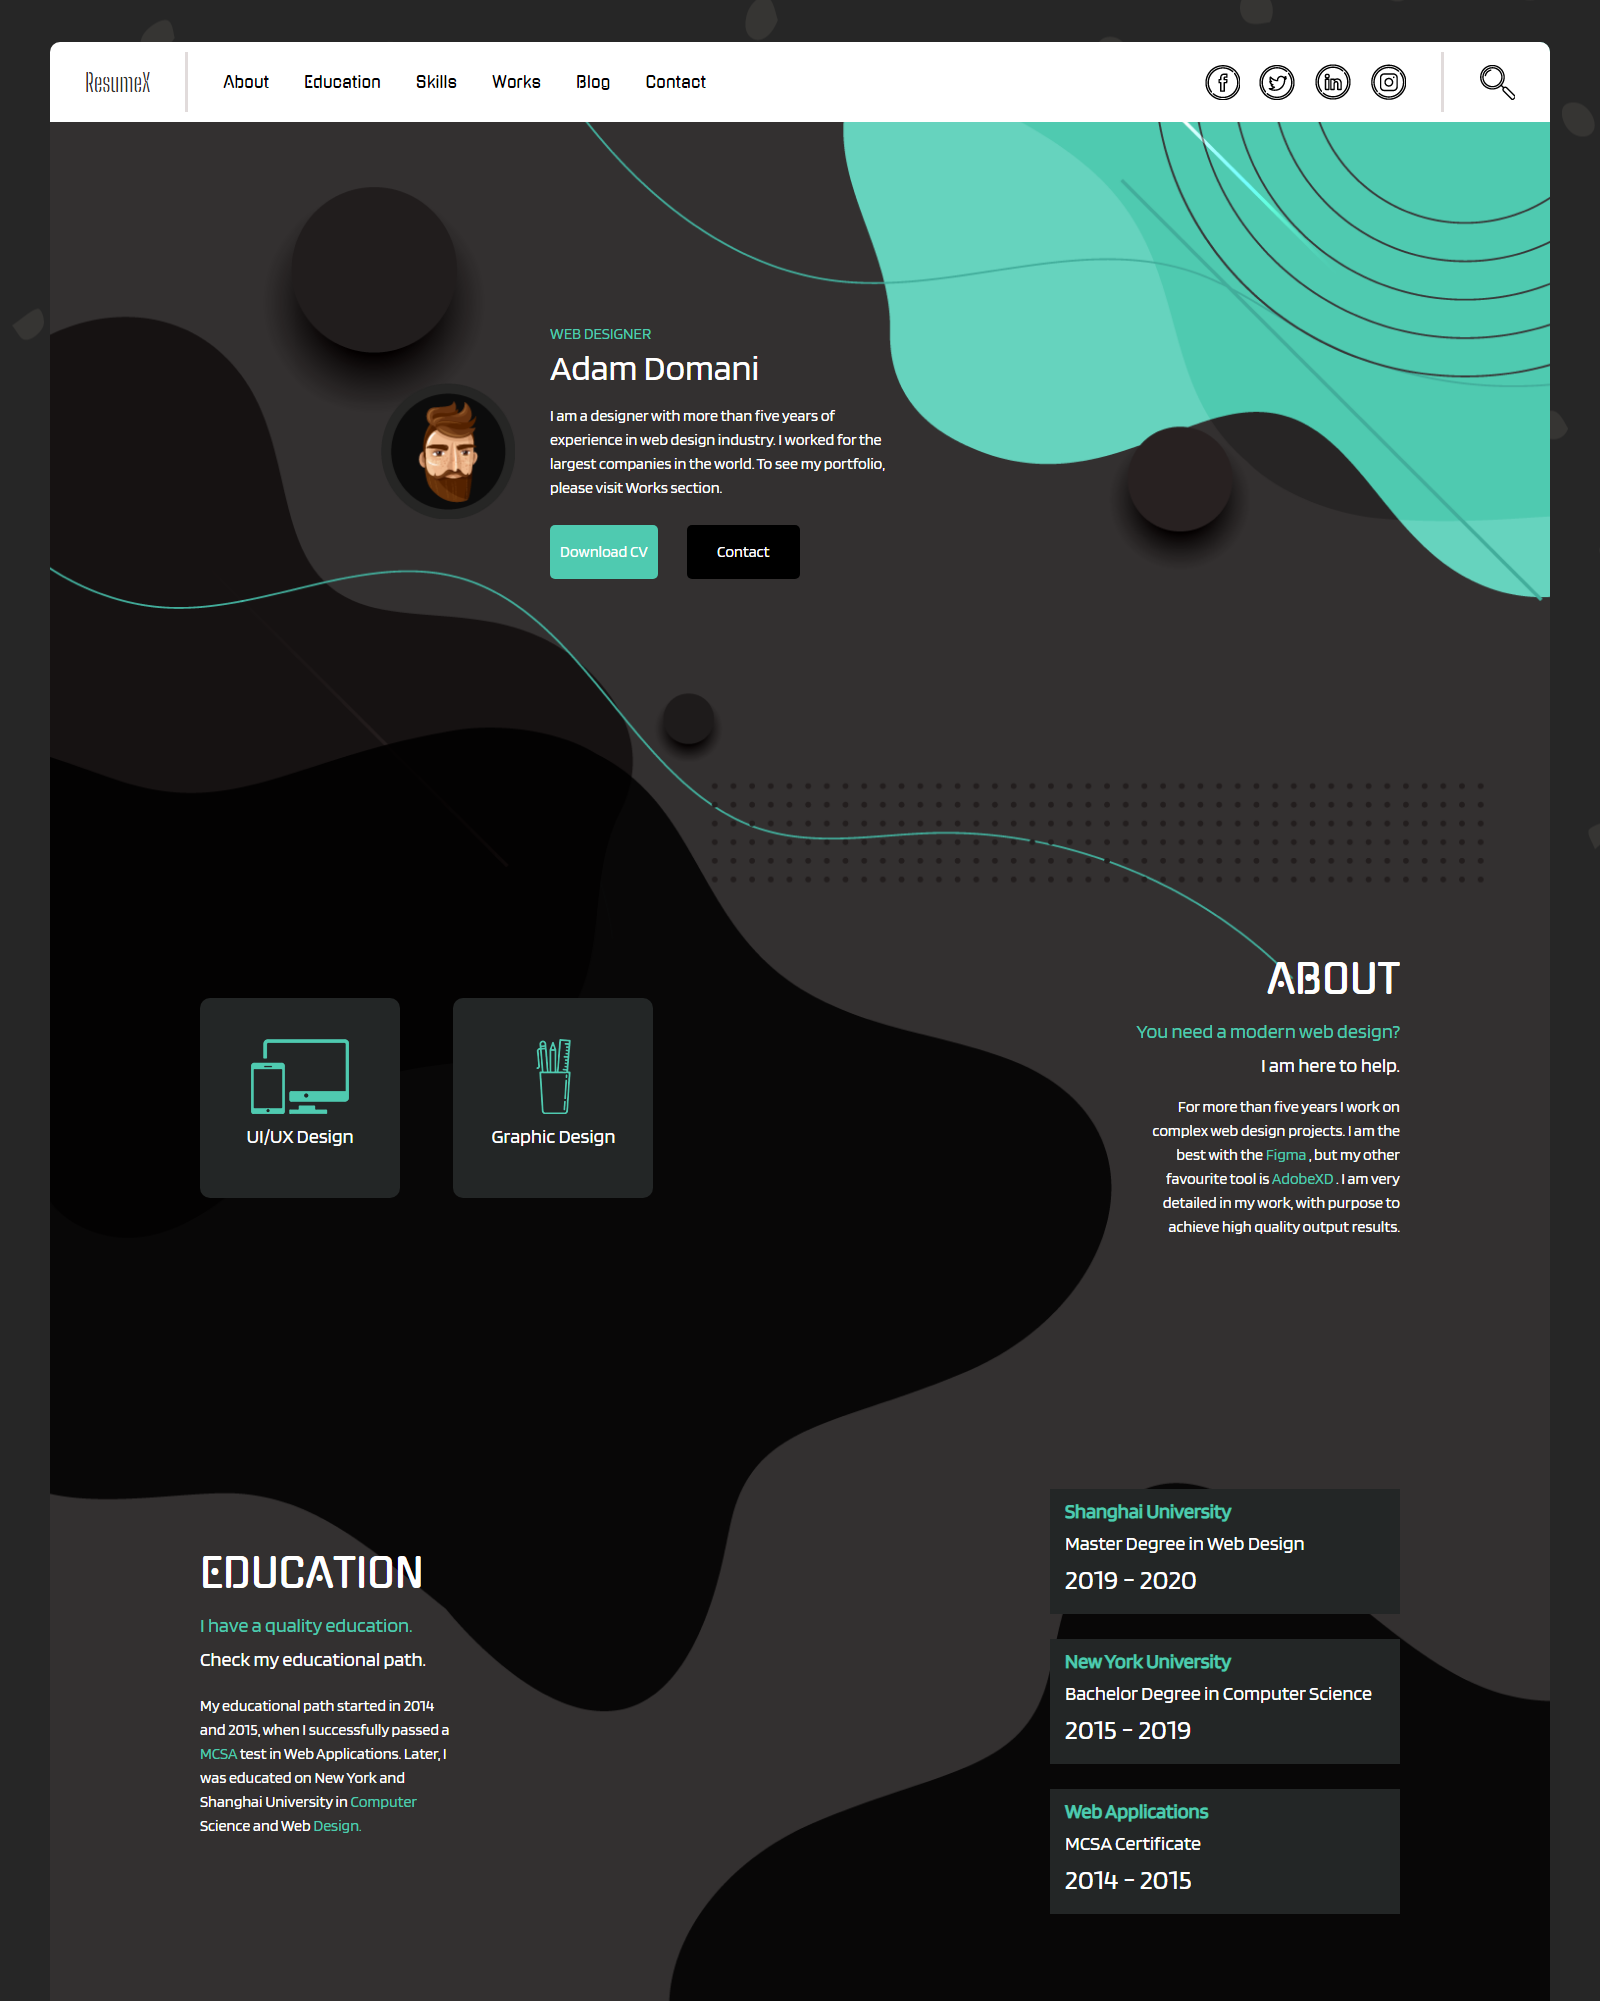 ResumeX
About Education Skills Works Blog Contact
WEB DESIGNER
Adam Domani
I am a designer with more than five years of
experience in web design industry. I worked for the
largest companies in the world. To see my portfolio,
please visit Works section.
Download CV
Contact
ABOUT
You need a modern web design?
I am here to help.
For more than five years I work on
complex web design projects. I am the
best with the Figma , but my other
favourite tool is AdobeXD . I am very
detailed in my work, with purpose to
achieve high quality output results.
UI/UX Design
Graphic Design
EDUCATION
I have a quality education.
Check my educational path.
My educational path started in 2014
and 2015, when I successfully passed a
MCSA test in Web Applications. Later, I
was educated on New York and
Shanghai University in Computer
Science and Web Design.
Shanghai University
Master Degree in Web Design
2019 - 2020
New York University
Bachelor Degree in Computer Science
2015 - 2019
Web Applications
MCSA Certificate
2014 - 2015